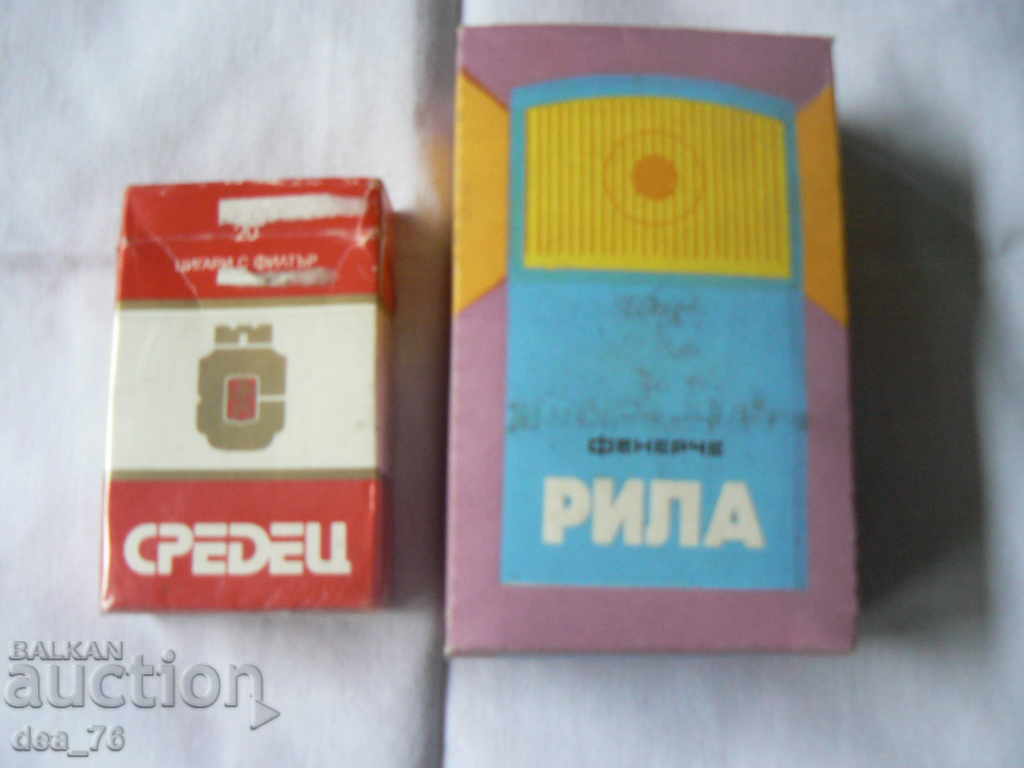 20
ЦИГАРИ С ФИЛТЪР
СРЕДЕЦ
ФЕНЕРЧЕ
РИЛА
BALKAN
auction
dea_76